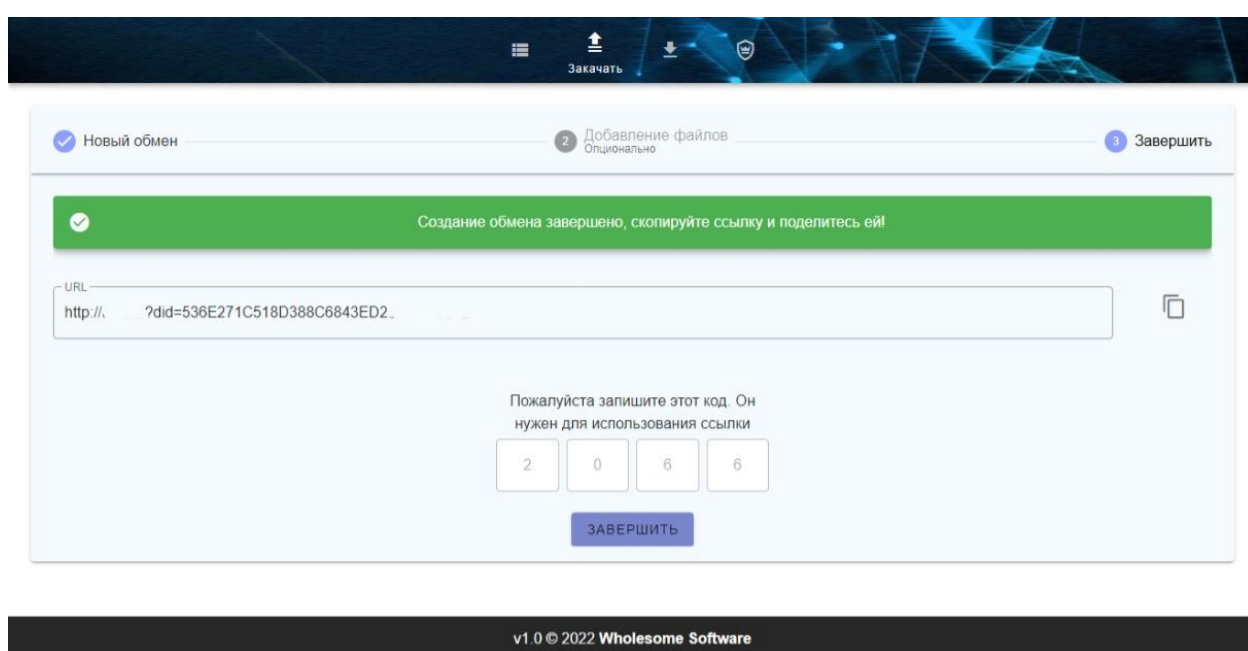 Закачать
Новый обмен
2 Добавление файлов
Опционально
3 Завершить
Создание обмена завершено, скопируйте ссылку и поделитесь ей!
URL
http://. ?did=536E271C518D388C6843ED2
Пожалуйста запишите этот код. Он
нужен для использования ссылки
2 0 6 6
ЗАВЕРШИТЬ
v1.0 © 2022 Wholesome Software